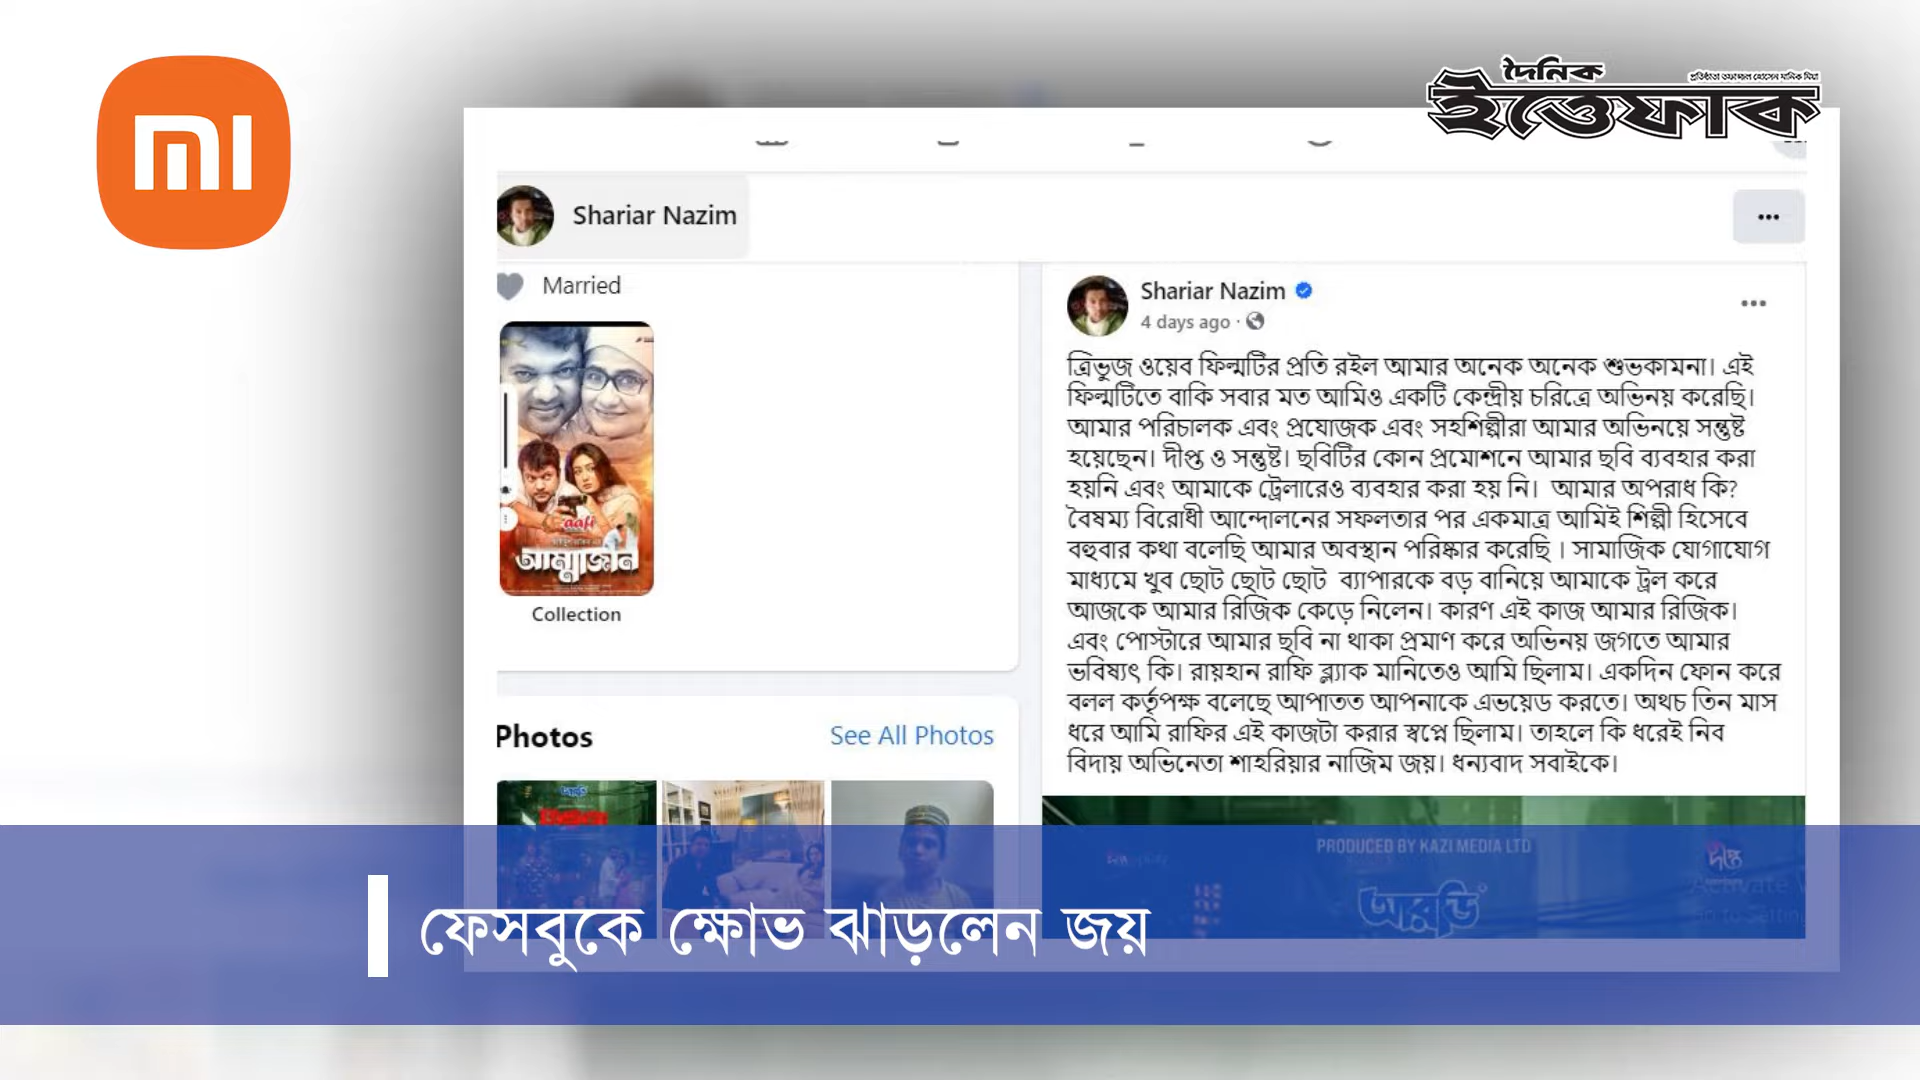 mi
দৈনিক
প্রতিষ্ঠাতা তফাজ্জল হোসেন মানিক মিয়া
ইত্তেফাক
Shariar Nazim
Married
আম্মাজান
Collection
Photos
See All Photos
Shariar Nazim
4 days ago ·
ত্রিভুজ ওয়েব ফিল্মটির প্রতি রইল আমার অনেক অনেক শুভকামনা। এই
ফিল্মটিতে বাকি সবার মত আমিও একটি কেন্দ্রীয় চরিত্রে অভিনয় করেছি।
আমার পরিচালক এবং প্রযোজক এবং সহশিল্পীরা আমার অভিনয়ে সন্তুষ্ট
হয়েছেন। দীপ্ত ও সন্তুষ্ট। ছবিটির কোন প্রমোশনে আমার ছবি ব্যবহার করা
হয়নি এবং আমাকে ট্রেলারেও ব্যবহার করা হয় নি। আমার অপরাধ কি?
বৈষম্য বিরোধী আন্দোলনের সফলতার পর একমাত্র আমিই শিল্পী হিসেবে
বহুবার কথা বলেছি আমার অবস্থান পরিষ্কার করেছি । সামাজিক যোগাযোগ
মাধ্যমে খুব ছোট ছোট ছোট ব্যাপারকে বড় বানিয়ে আমাকে ট্রল করে
আজকে আমার রিজিক কেড়ে নিলেন। কারণ এই কাজ আমার রিজিক।
এবং পোস্টারে আমার ছবি না থাকা প্রমাণ করে অভিনয় জগতে আমার
ভবিষ্যৎ কি। রায়হান রাফি ব্ল্যাক মানিতেও আমি ছিলাম। একদিন ফোন করে
বলল কর্তৃপক্ষ বলেছে আপাতত আপনাকে এভয়েড করতে। অথচ তিন মাস
ধরে আমি রাফির এই কাজটা করার স্বপ্নে ছিলাম। তাহলে কি ধরেই নিব
বিদায় অভিনেতা শাহরিয়ার নাজিম জয়। ধন্যবাদ সবাইকে।
PRODUCED BY KAZI MEDIA LTD
দীপ্ত
Activate
ফেসবুকে ক্ষোভ ঝাড়লেন জয়